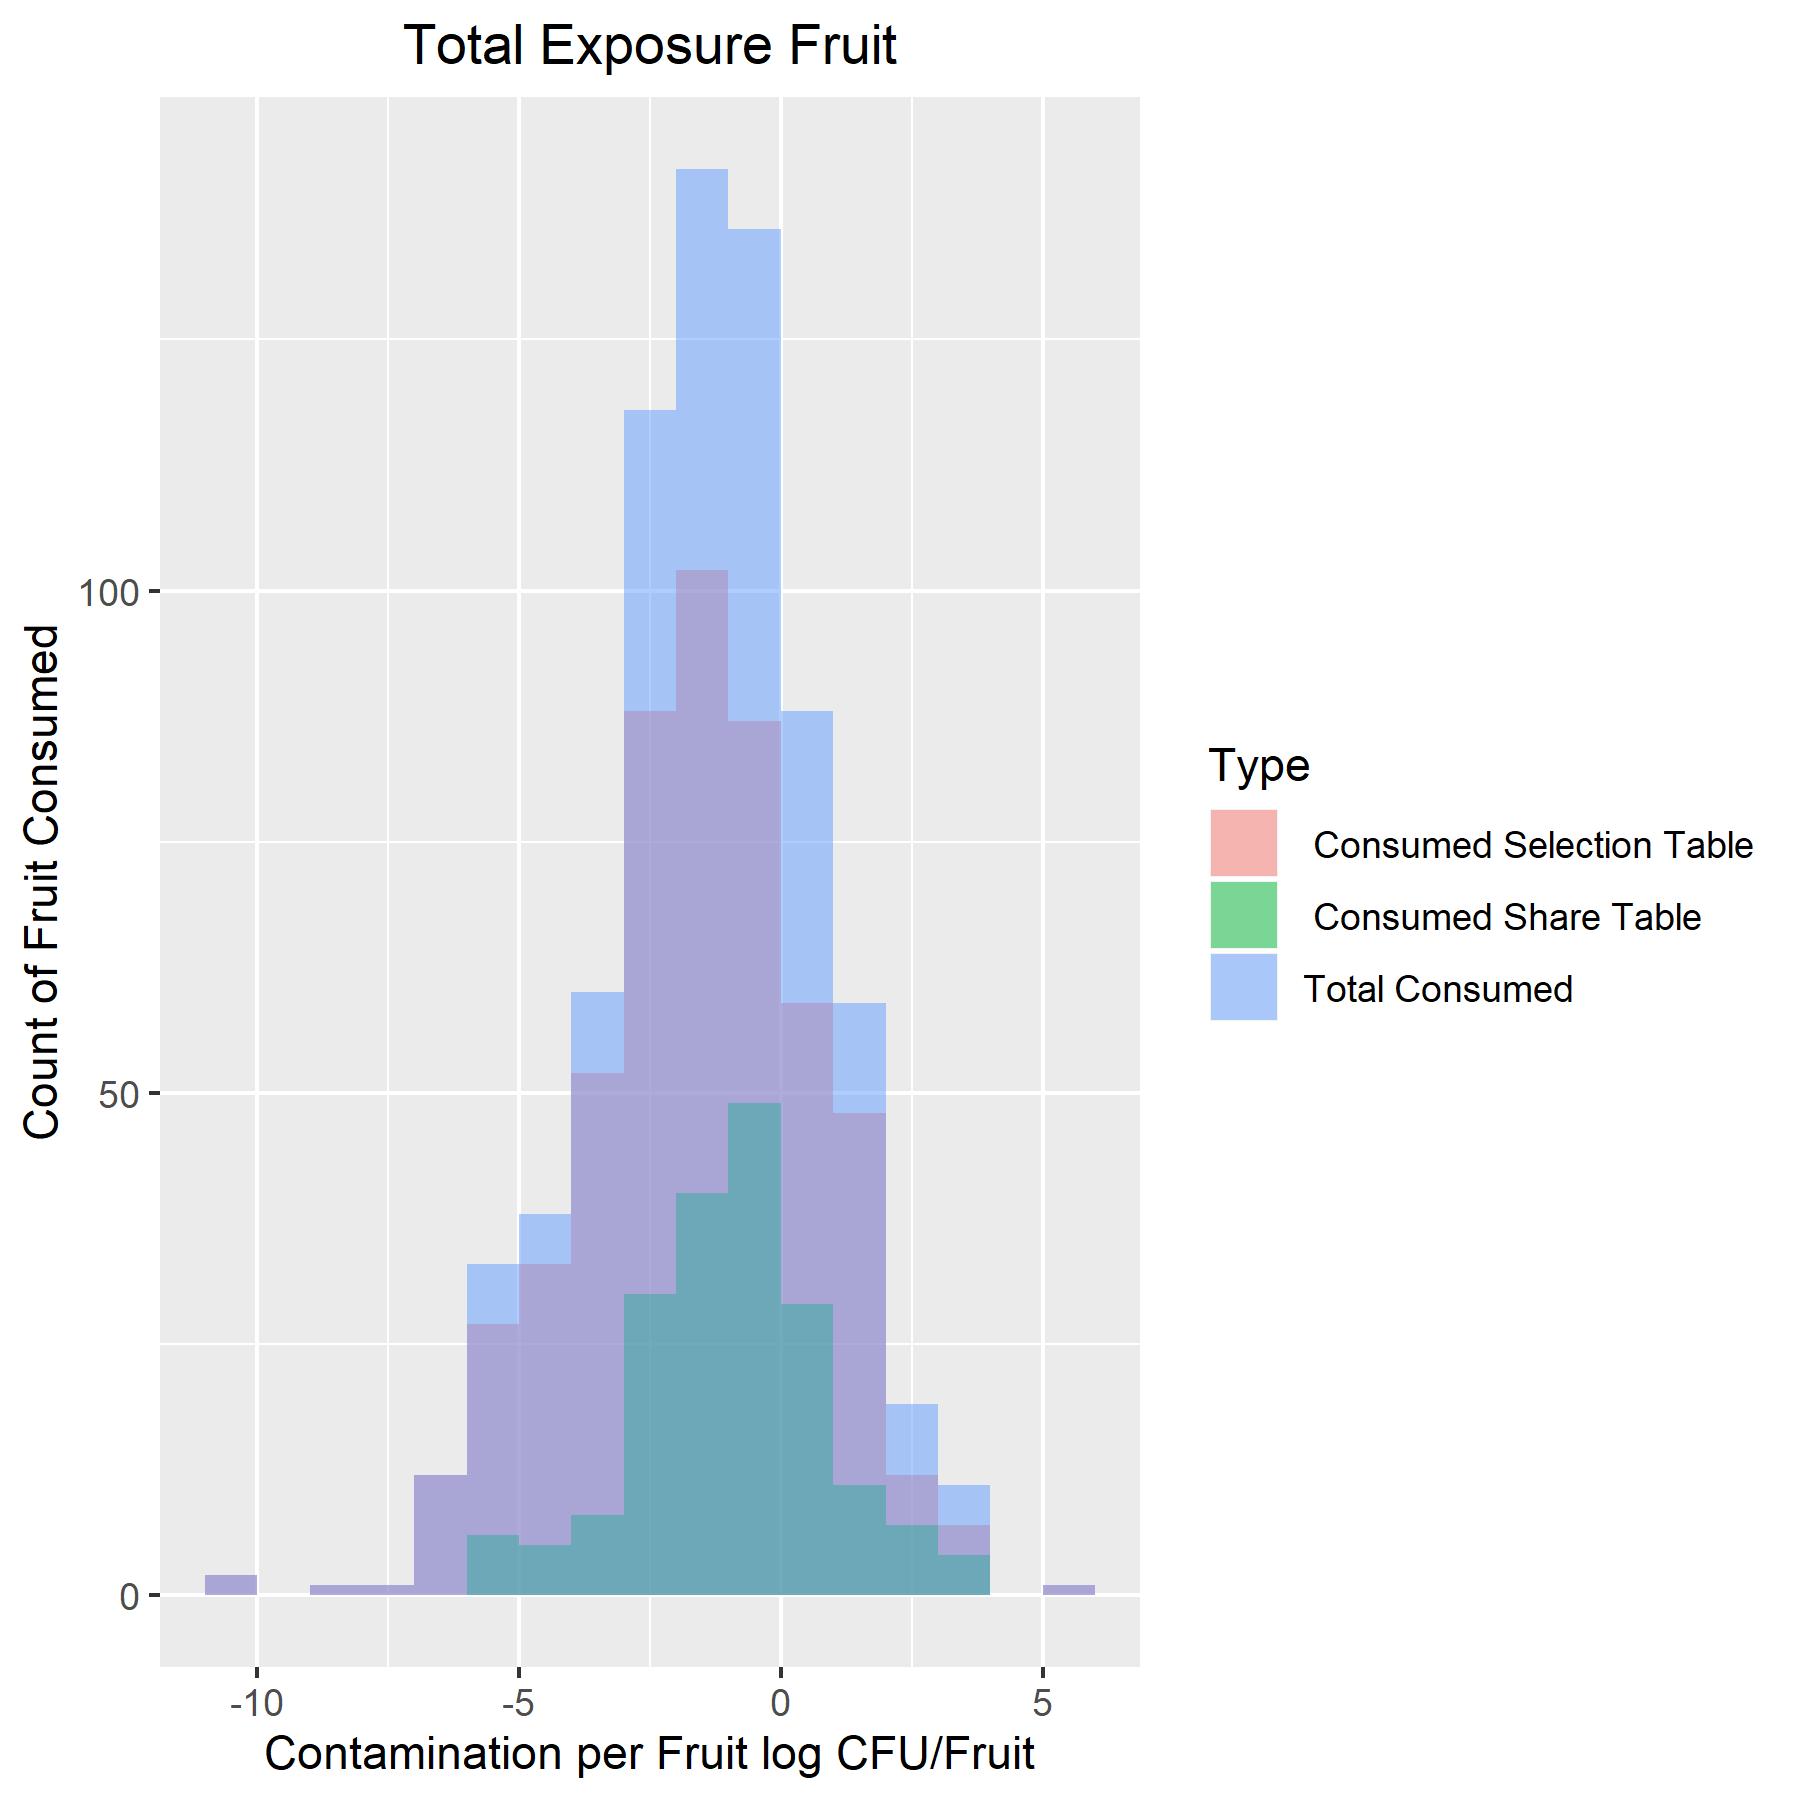 Total Exposure Fruit
Count of Fruit Consumed
100
50
0
-10
-5
0
5
Contamination per Fruit log CFU/Fruit
Type
Consumed Selection Table
Consumed Share Table
Total Consumed